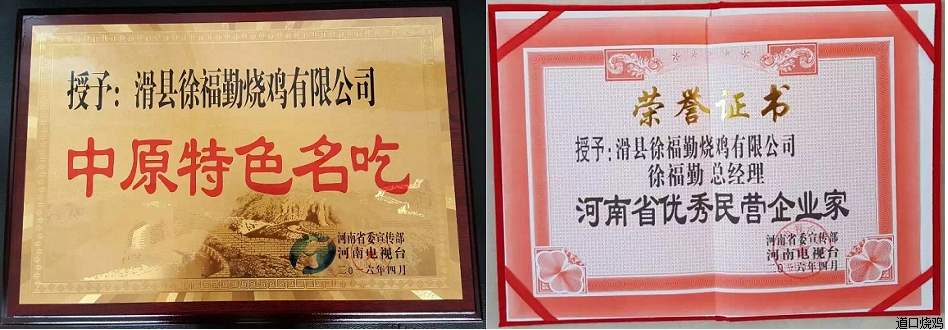 授予：滑县徐福勤烧鸡有限公司
中原特色名吃
河南省委宣传部
河南电视台
二〇一六年四月
荣誉证书
授予：滑县徐福勤烧鸡有限公司
徐福勤 总经理
河南省优秀民营企业家
河南省委宣传部
河南电视台
二〇一六年四月
道口烧鸡